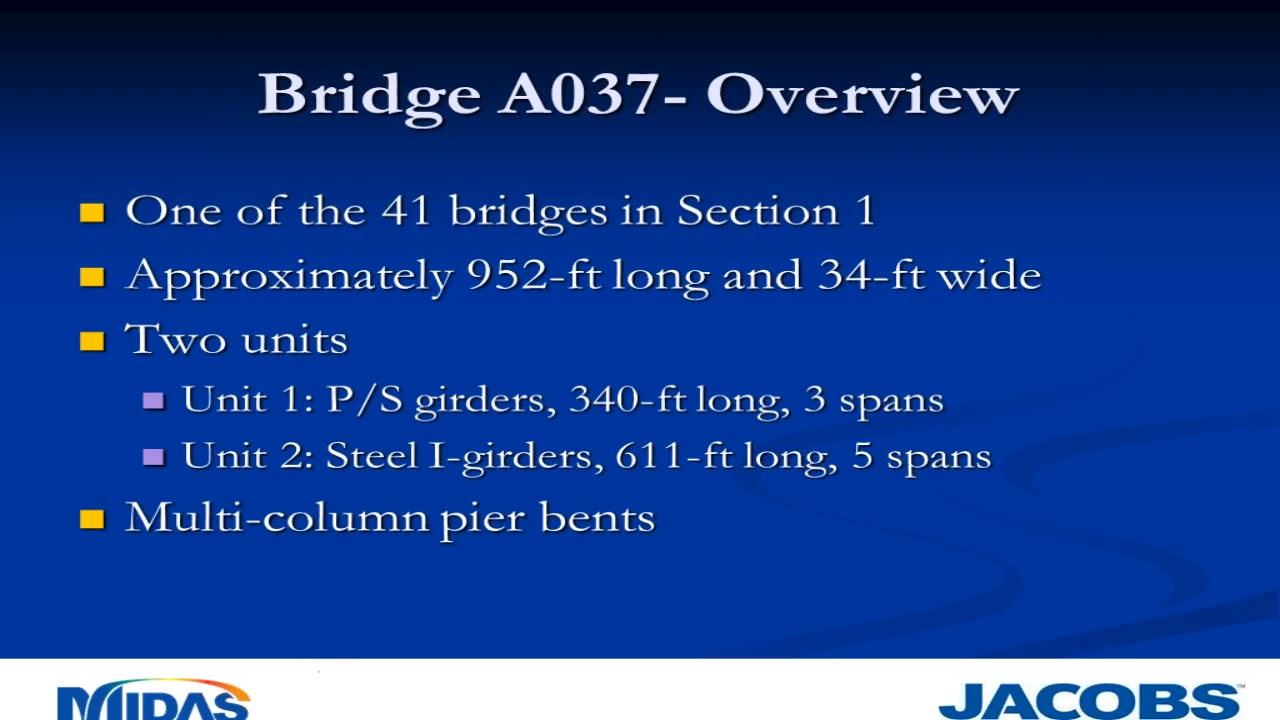 Bridge A037- Overview
One of the 41 bridges in Section 1
Approximately 952-ft long and 34-ft wide
Two units
Unit 1: P/S girders, 340-ft long, 3 spans
Unit 2: Steel I-girders, 611-ft long, 5 spans
Multi-column pier bents
MIDAS
JACOBS™